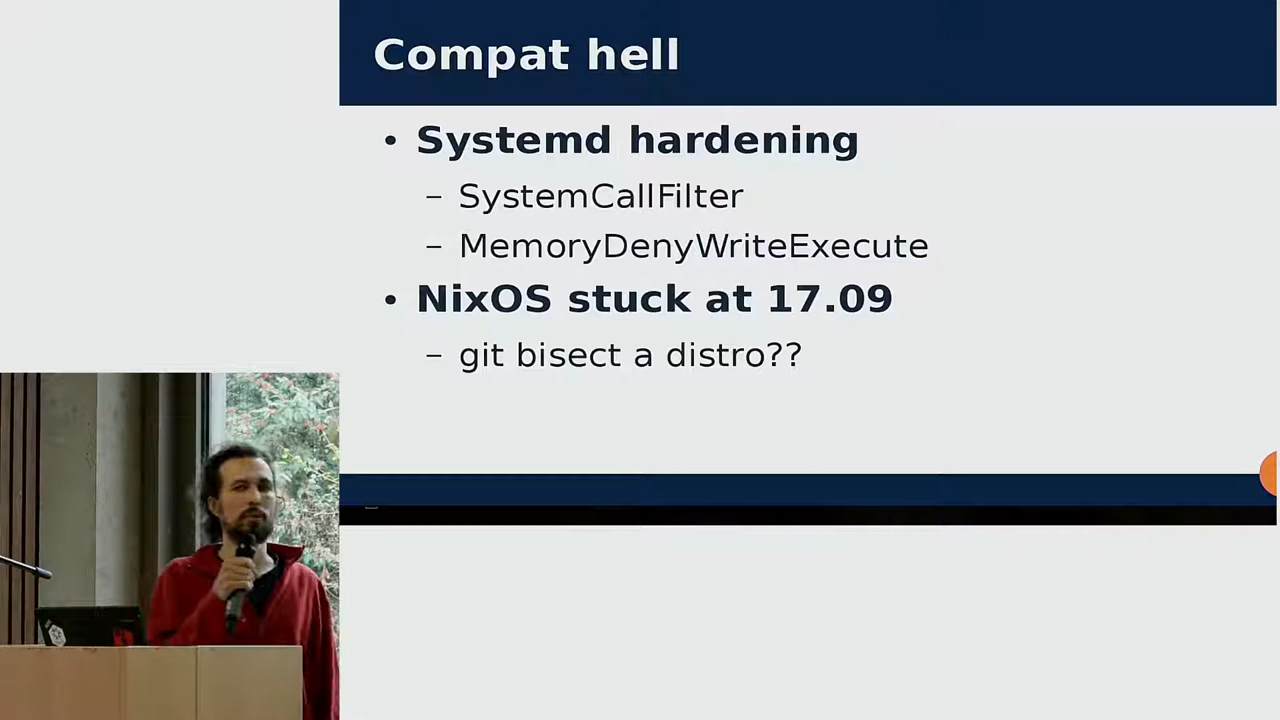 Compat hell
• Systemd hardening
– SystemCallFilter
– MemoryDenyWriteExecute
• NixOS stuck at 17.09
– git bisect a distro??